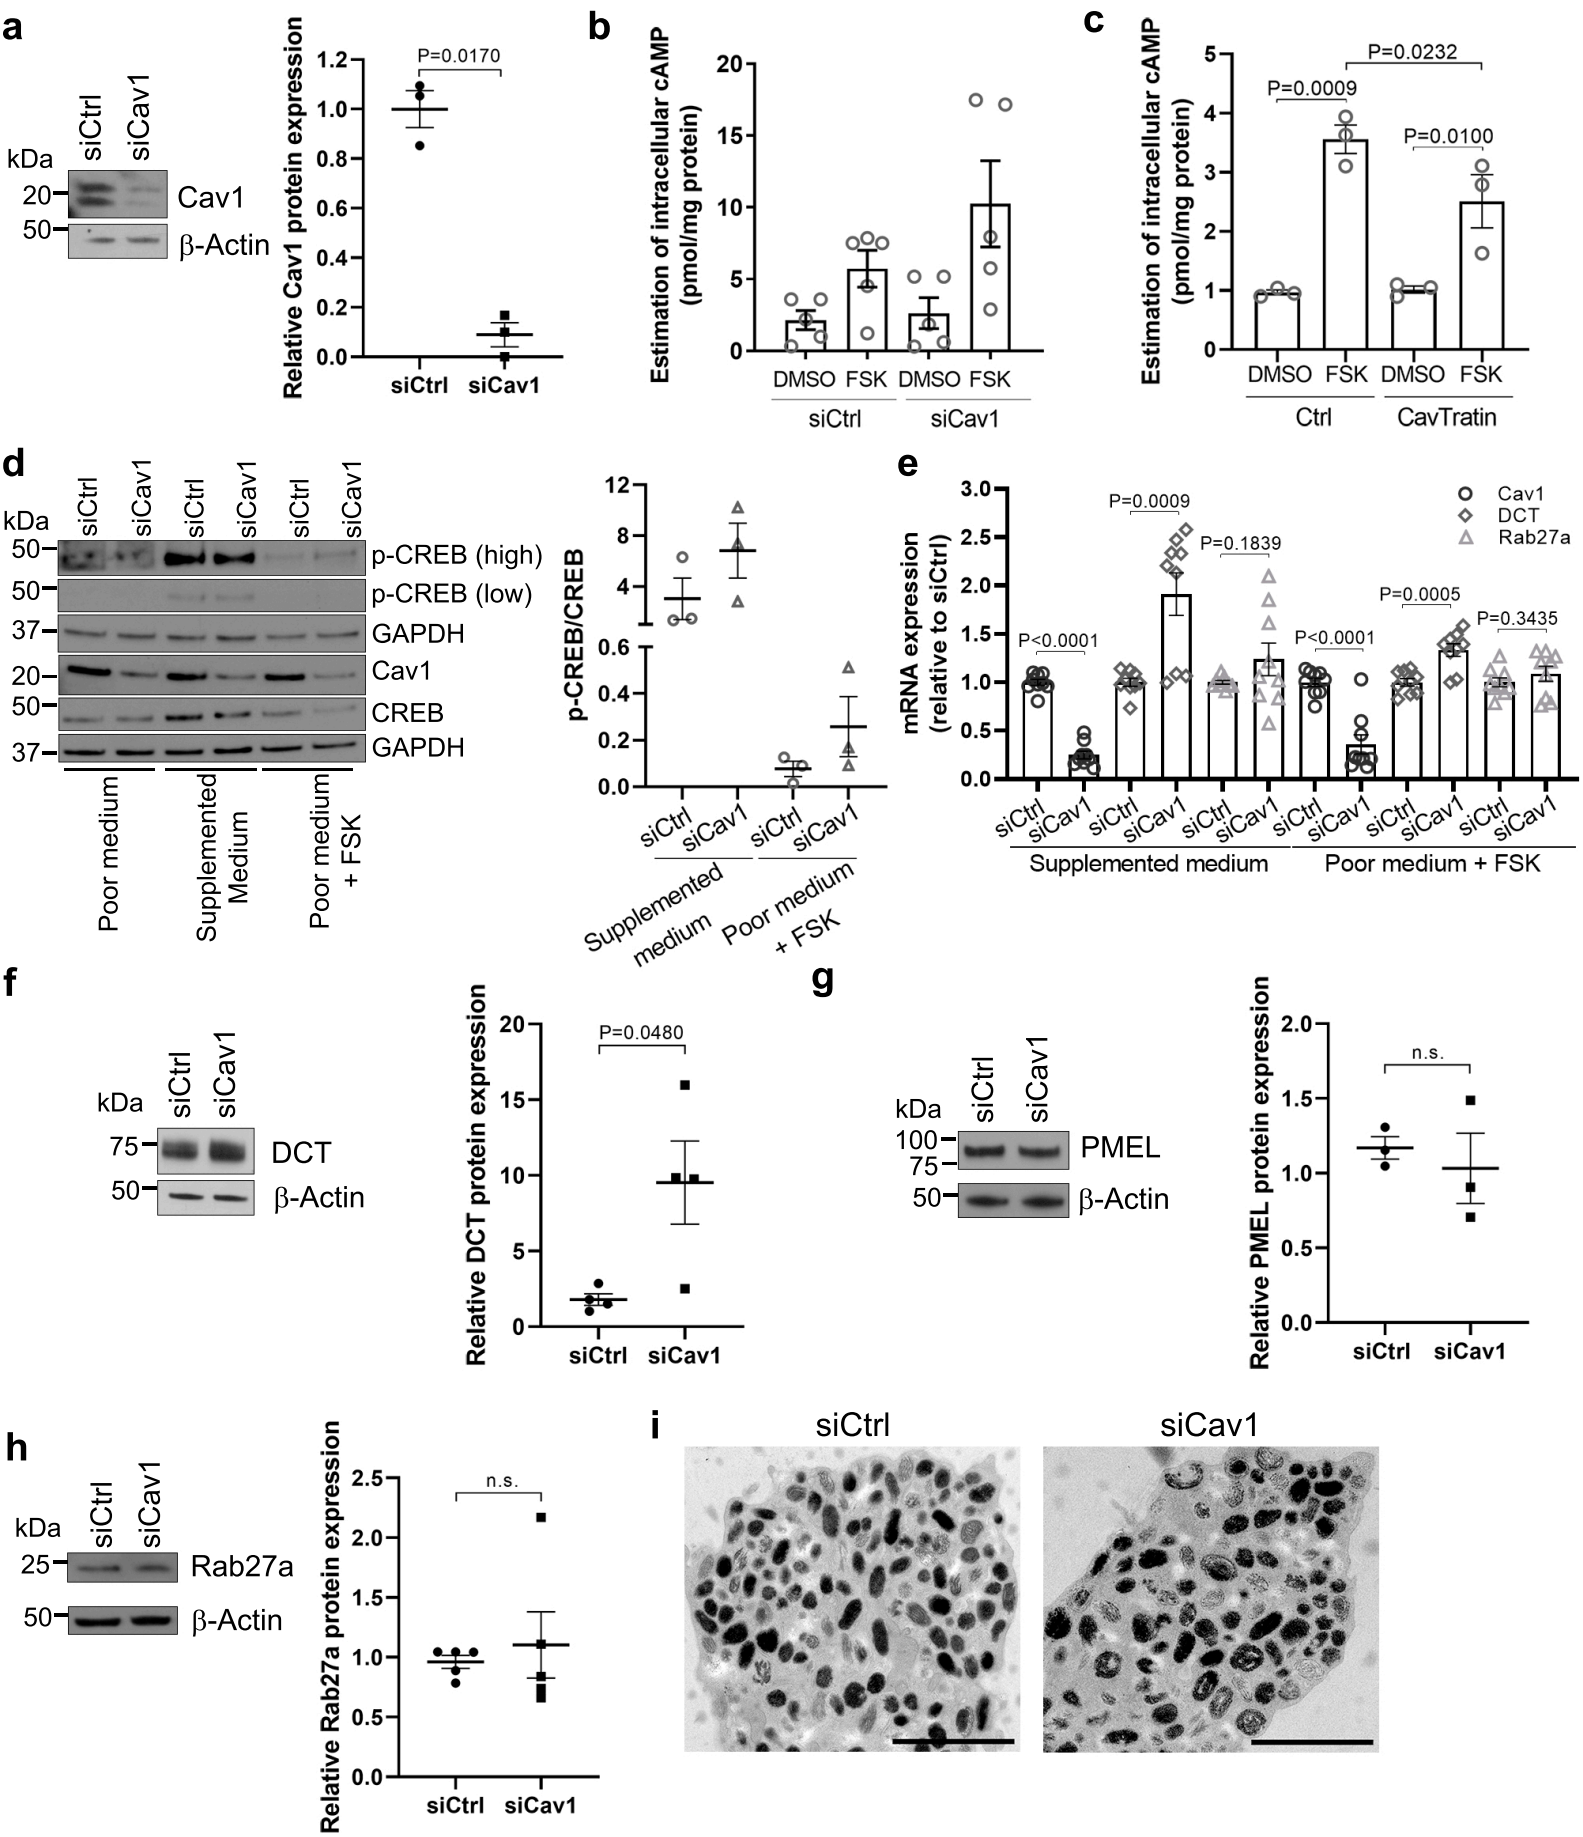 a
siCtrl
siCav1
kDa
20
50
Cav1
β-Actin
Relative Cav1 protein expression
1.2
1.0
0.8
0.6
0.4
0.2
0.0
P=0.0170
siCtrl siCav1
b
Estimation of intracellular cAMP
(pmol/mg protein)
20
15
10
5
0
DMSO FSK DMSO FSK
siCtrl siCav1
c
Estimation of intracellular cAMP
(pmol/mg protein)
5
4
3
2
1
0
P=0.0232
P=0.0009
P=0.0100
DMSO FSK DMSO FSK
Ctrl CavTratin
d
siCtrl
siCav1
siCtrl
siCav1
siCtrl
siCav1
kDa
50
p-CREB (high)
50
p-CREB (low)
37
GAPDH
20
Cav1
50
CREB
37
GAPDH
Poor medium
Supplemented
Medium
Poor medium
+ FSK
p-CREB/CREB
12
8
4
0.6
0.4
0.2
0.0
siCtrl
siCav1
siCtrl
siCav1
Supplemented
medium
Poor medium
+ FSK
e
mRNA expression
(relative to siCtrl)
3.0
2.5
2.0
1.5
1.0
0.5
0.0
Cav1
DCT
Rab27a
P<0.0001
P=0.0009
P=0.1839
P<0.0001
P=0.0005
P=0.3435
siCtrl
siCav1
siCtrl
siCav1
siCtrl
siCav1
siCtrl
siCav1
siCtrl
siCav1
siCtrl
siCav1
Supplemented medium
Poor medium + FSK
f
siCtrl
siCav1
kDa
75
DCT
50
β-Actin
Relative DCT protein expression
20
15
10
5
0
P=0.0480
siCtrl siCav1
g
siCtrl
siCav1
kDa
100
75
PMEL
50
β-Actin
Relative PMEL protein expression
2.0
1.5
1.0
0.5
0.0
n.s.
siCtrl siCav1
h
siCtrl
siCav1
kDa
25
Rab27a
50
β-Actin
Relative Rab27a protein expression
2.5
2.0
1.5
1.0
0.5
0.0
n.s.
siCtrl siCav1
i
siCtrl
siCav1